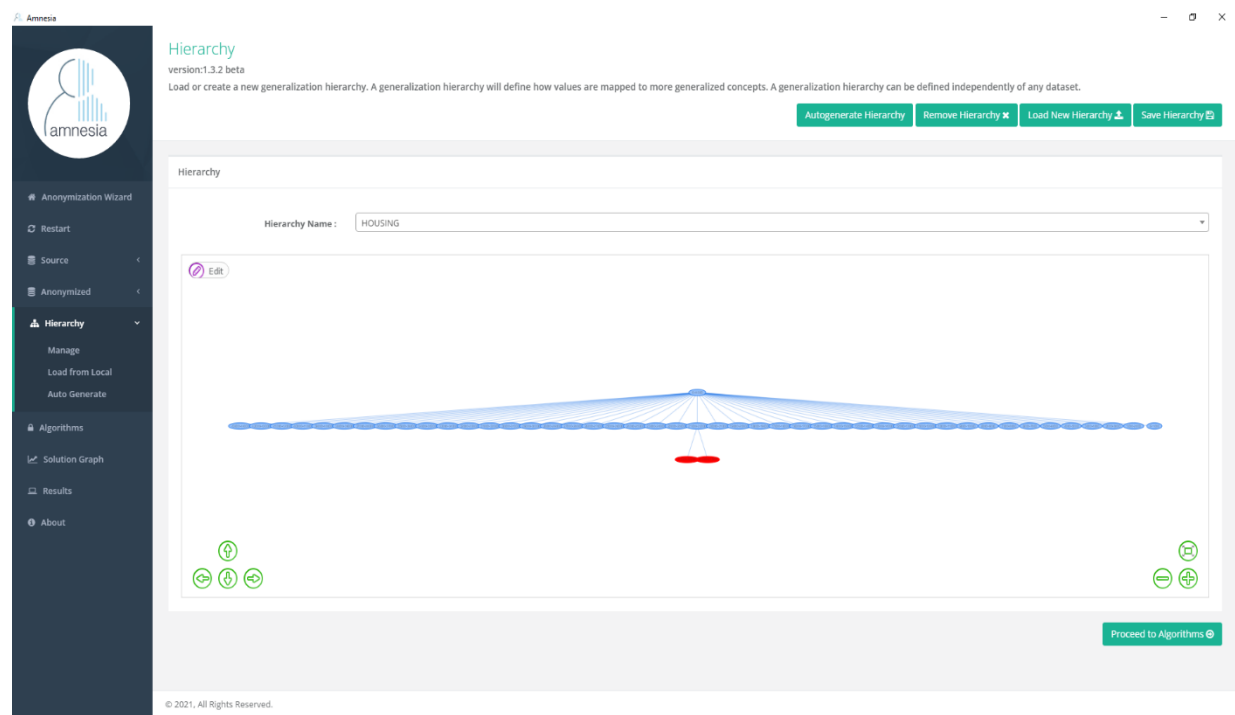 Amnesia
amnesia
Anonymization Wizard
Restart
Source
Anonymized
Hierarchy
Manage
Load from Local
Auto Generate
Algorithms
Solution Graph
Results
About
Hierarchy
version:1.3.2 beta
Load or create a new generalization hierarchy. A generalization hierarchy will define how values are mapped to more generalized concepts. A generalization hierarchy can be defined independently of any dataset.
Autogenerate Hierarchy Remove Hierarchy Load New Hierarchy Save Hierarchy
Hierarchy
Hierarchy Name : HOUSING
Edit
Proceed to Algorithms
© 2021, All Rights Reserved.